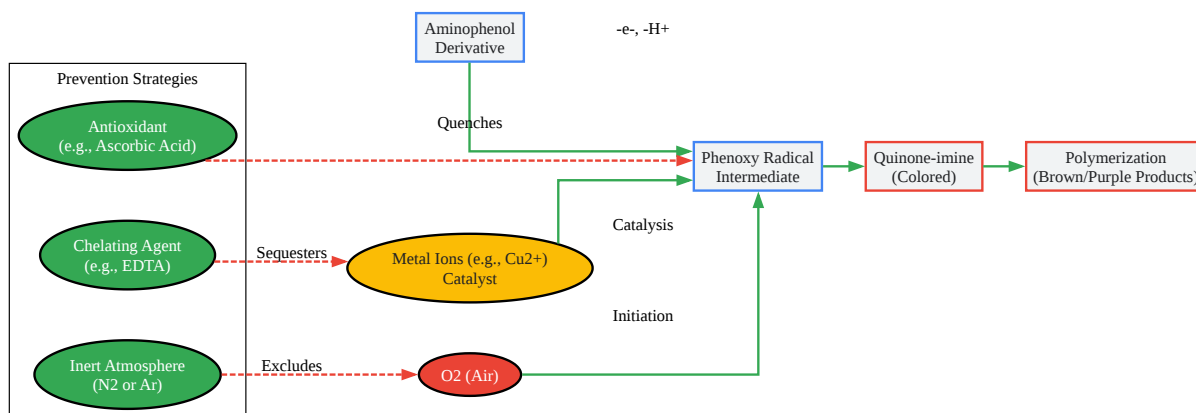 Aminophenol
Derivative
-e-, -H+
Prevention Strategies
Antioxidant
(e.g., Ascorbic Acid)
Quenches
Phenoxy Radical
Intermediate
Quinone-imine
(Colored)
Polymerization
(Brown/Purple Products)
Catalysis
Chelating Agent
(e.g., EDTA)
Sequesters
Metal Ions (e.g., Cu2+)
Catalyst
Initiation
Inert Atmosphere
(N2 or Ar)
Excludes
O2 (Air)